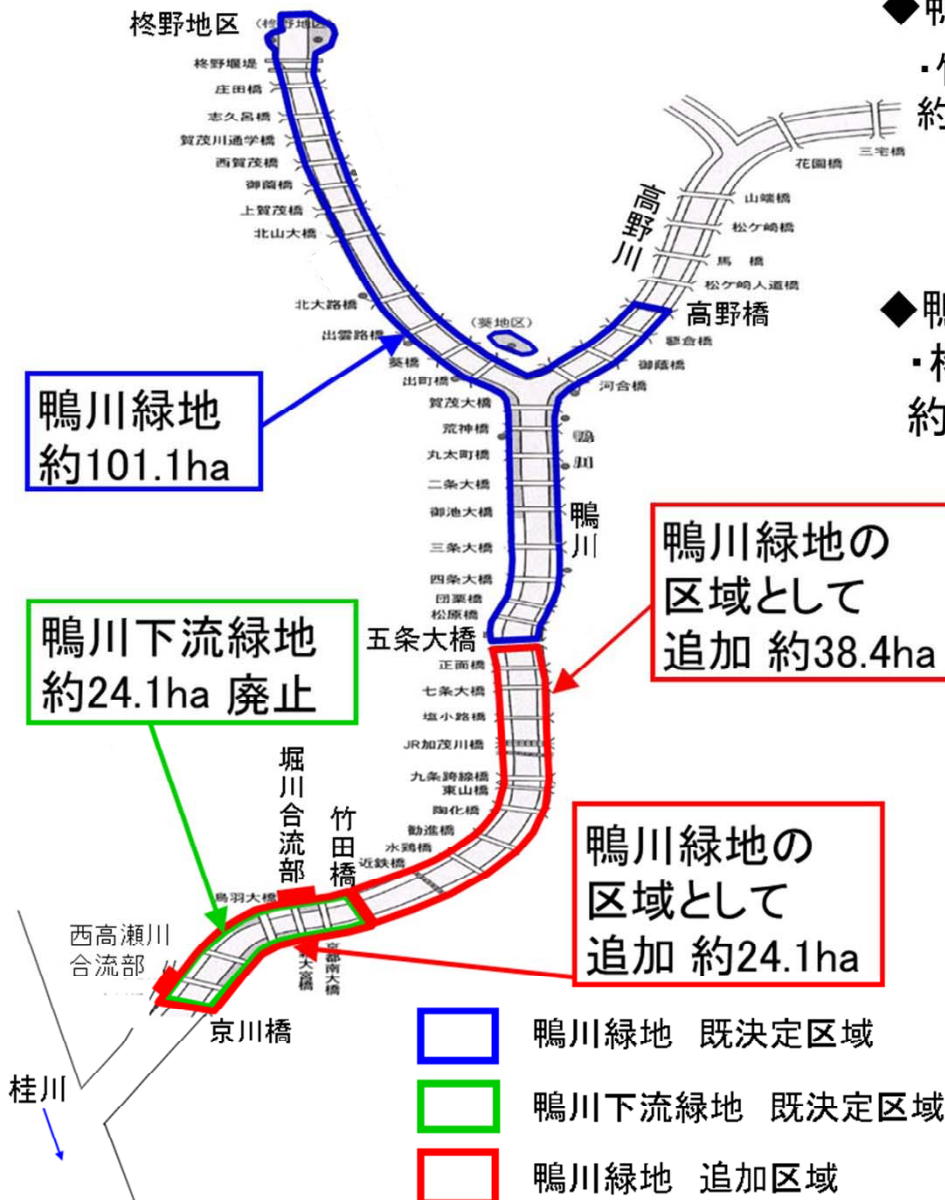 柊野地区
(柊野地区)
柊野堰堤
庄田橋
志久呂橋
賀茂川通学橋
西賀茂橋
御薗橋
上賀茂橋
北山大橋
北大路橋
出雲路橋
葵橋
出町橋
(葵地区)
高野川
三宅橋
花園橋
山端橋
松ケ崎橋
馬 橋
松ケ崎人道橋
高野橋
蓼倉橋
御蔭橋
河合橋
◆鴨
約
◆鴨
約
鴨川緑地
約101.1ha
賀茂大橋
荒神橋
丸太町橋
二条大橋
御池大橋
三条大橋
四条大橋
団栗橋
松原橋
五条大橋
鴨川
鴨川
鴨川緑地の
区域として
追加 約38.4ha
鴨川下流緑地
約24.1ha 廃止
正面橋
七条大橋
塩小路橋
JR加茂川橋
九条跨線橋
東山橋
陶化橋
勧進橋
水鶏橋
近鉄橋
堀川合流部
竹田橋
鳥羽大橋
京都南大橋
大宮橋
鴨川緑地の
区域として
追加 約24.1ha
西高瀬川
合流部
京川橋
桂川
鴨川緑地 既決定区域
鴨川下流緑地 既決定区域
鴨川緑地 追加区域